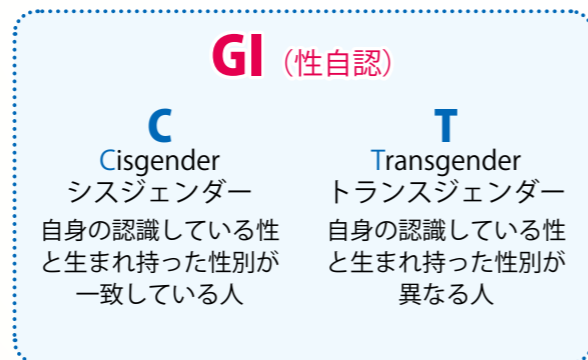 GI（性自認）
C
Cisgender
シスジェンダー
自身の認識している性
と生まれ持った性別が
一致している人
T
Transgender
トランスジェンダー
自身の認識している性
と生まれ持った性別が
異なる人